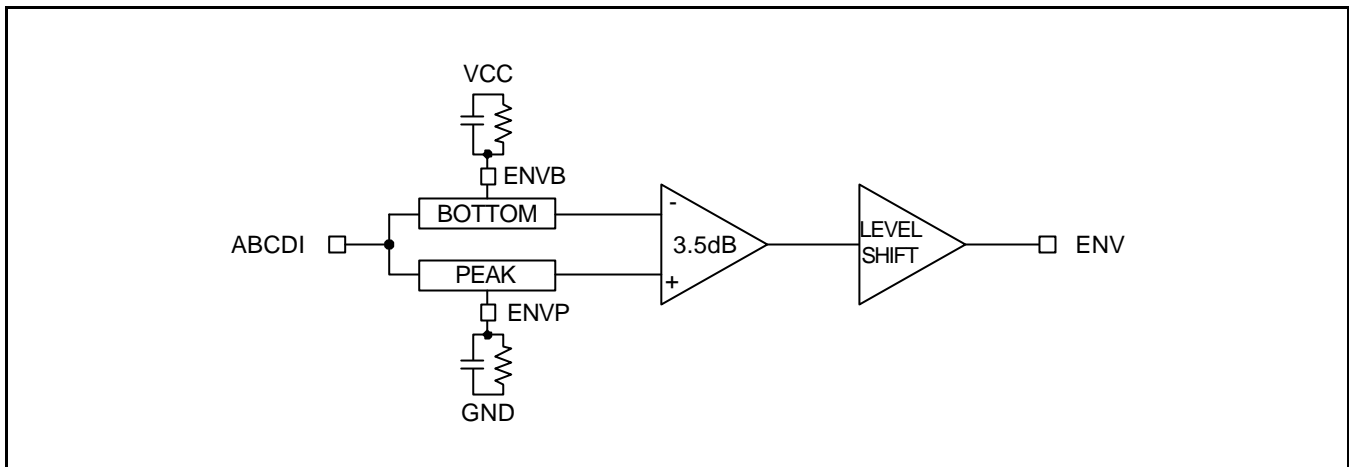 VCC
ENVB
BOTTOM
-
ABCDI
3.5dB
LEVEL
SHIFT
ENV
PEAK
+
ENVP
GND